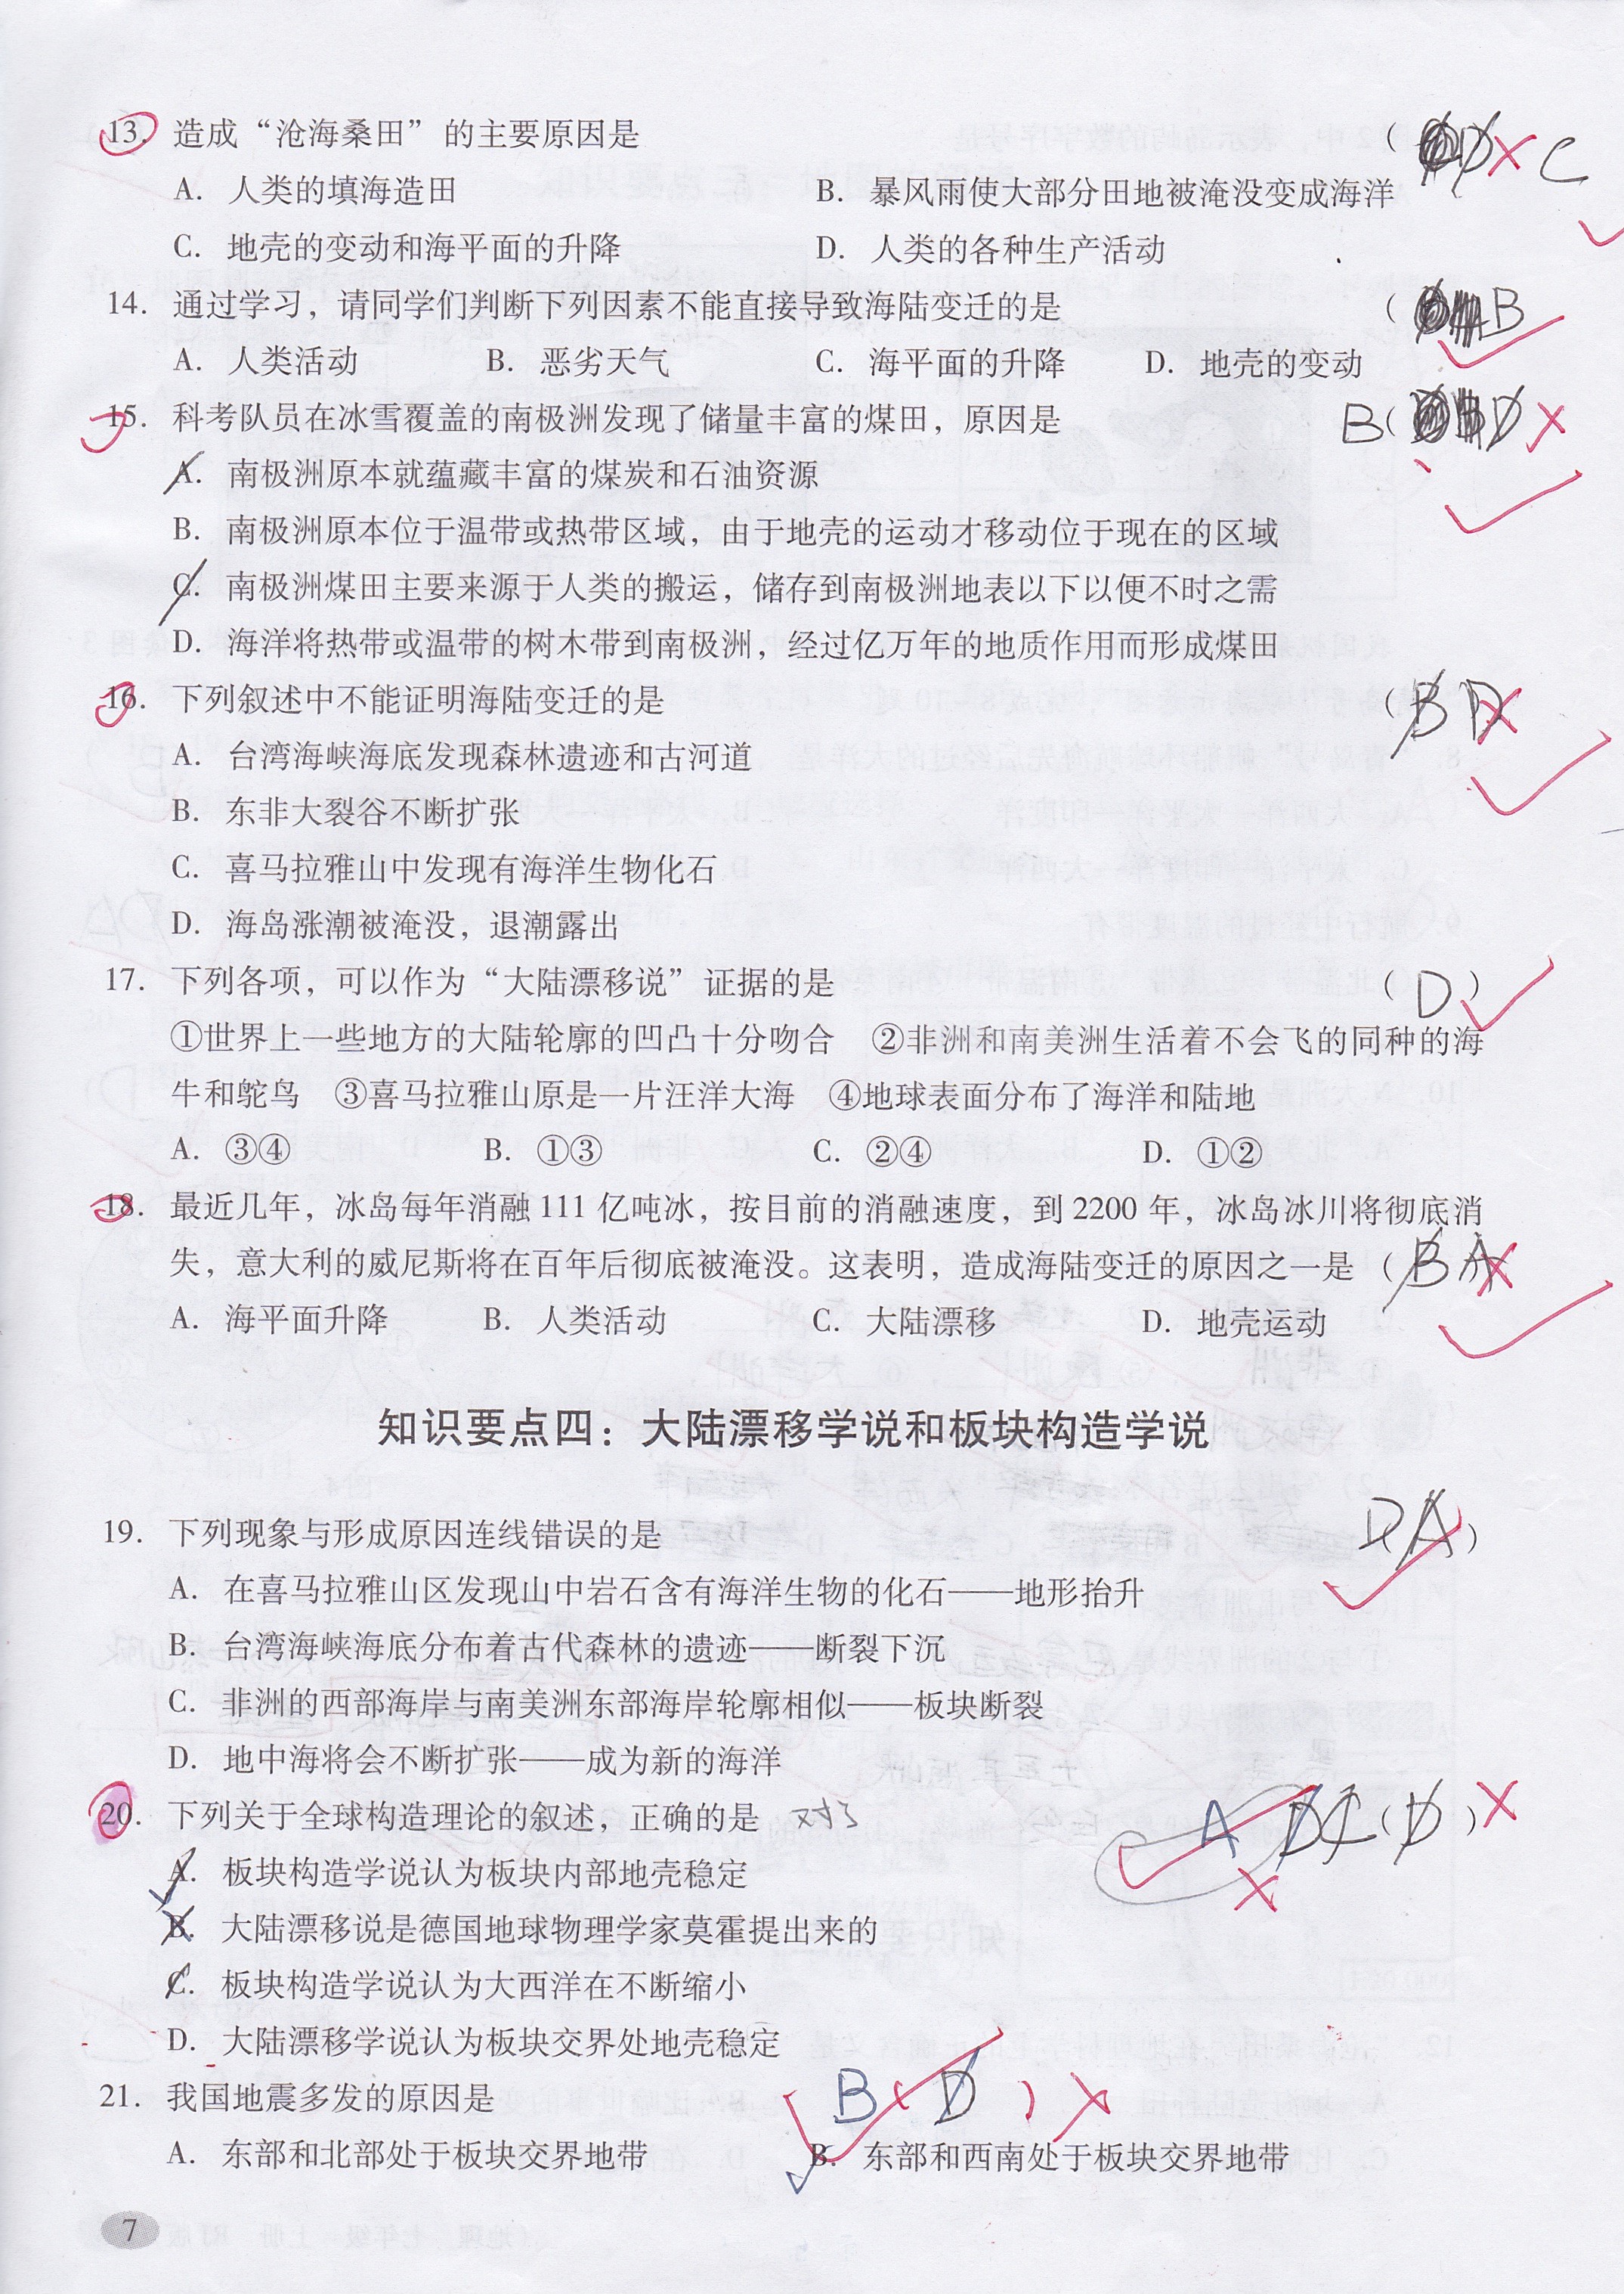 13. 造成“沧海桑田”的主要原因是 ( D C
A. 人类的填海造田 B. 暴风雨使大部分田地被淹没变成海洋
C. 地壳的变动和海平面的升降 D. 人类的各种生产活动
14. 通过学习，请同学们判断下列因素不能直接导致海陆变迁的是 ( B
A. 人类活动 B. 恶劣天气 C. 海平面的升降 D. 地壳的变动
15. 科考队员在冰雪覆盖的南极洲发现了储量丰富的煤田，原因是 B ( D
A. 南极洲原本就蕴藏丰富的煤炭和石油资源
B. 南极洲原本位于温带或热带区域，由于地壳的运动才移动位于现在的区域
C. 南极洲煤田主要来源于人类的搬运，储存到南极洲地表以下以便不时之需
D. 海洋将热带或温带的树木带到南极洲，经过亿万年的地质作用而形成煤田
16. 下列叙述中不能证明海陆变迁的是 ( B ) D
A. 台湾海峡海底发现森林遗迹和古河道
B. 东非大裂谷不断扩张
C. 喜马拉雅山中发现有海洋生物化石
D. 海岛涨潮被淹没，退潮露出
17. 下列各项，可以作为“大陆漂移说”证据的是 ( D )
①世界上一些地方的大陆轮廓的凹凸十分吻合 ②非洲和南美洲生活着不会飞的同种的海
牛和鸵鸟 ③喜马拉雅山原是一片汪洋大海 ④地球表面分布了海洋和陆地
A. ③④ B. ①③ C. ②④ D. ①②
18. 最近几年，冰岛每年消融 111 亿吨冰，按目前的消融速度，到 2200 年，冰岛冰川将彻底消
失，意大利的威尼斯将在百年后彻底被淹没。这表明，造成海陆变迁的原因之一是 ( B A
A. 海平面升降 B. 人类活动 C. 大陆漂移 D. 地壳运动
知识要点四：大陆漂移学说和板块构造学说
19. 下列现象与形成原因连线错误的是 D ( A )
A. 在喜马拉雅山区发现山中岩石含有海洋生物的化石——地形抬升
B. 台湾海峡海底分布着古代森林的遗迹——断裂下沉
C. 非洲的西部海岸与南美洲东部海岸轮廓相似——板块断裂
D. 地中海将会不断扩张——成为新的海洋
20. 下列关于全球构造理论的叙述，正确的是 对了 A D C ( D )
A. 板块构造学说认为板块内部地壳稳定
B. 大陆漂移说是德国地球物理学家莫霍提出来的
C. 板块构造学说认为大西洋在不断缩小
D. 大陆漂移学说认为板块交界处地壳稳定
21. 我国地震多发的原因是 B ( D )
A. 东部和北部处于板块交界地带 B. 东部和西南处于板块交界地带
7